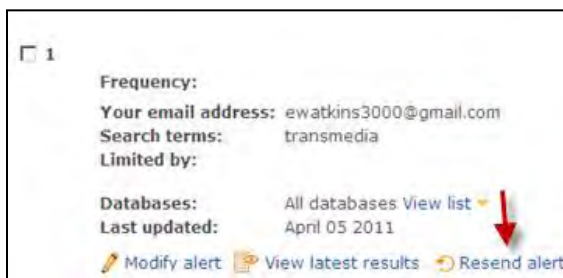 1
Frequency:
Your email address: ewatkins3000@gmail.com
Search terms: transmedia
Limited by:
Databases: All databases View list
Last updated: April 05 2011
Modify alert View latest results Resend alert